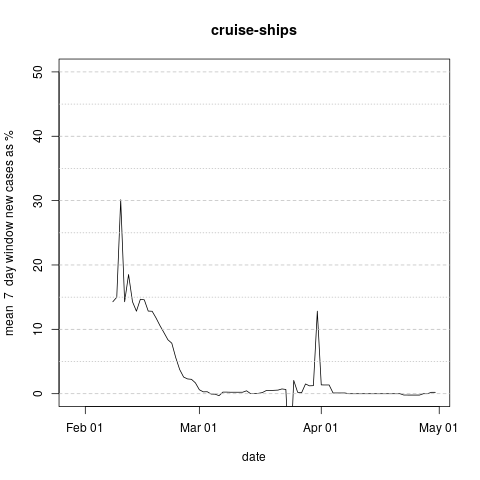 cruise-ships
mean 7 day window new cases as %
50
40
30
20
10
0
Feb 01
Mar 01
Apr 01
May 01
date